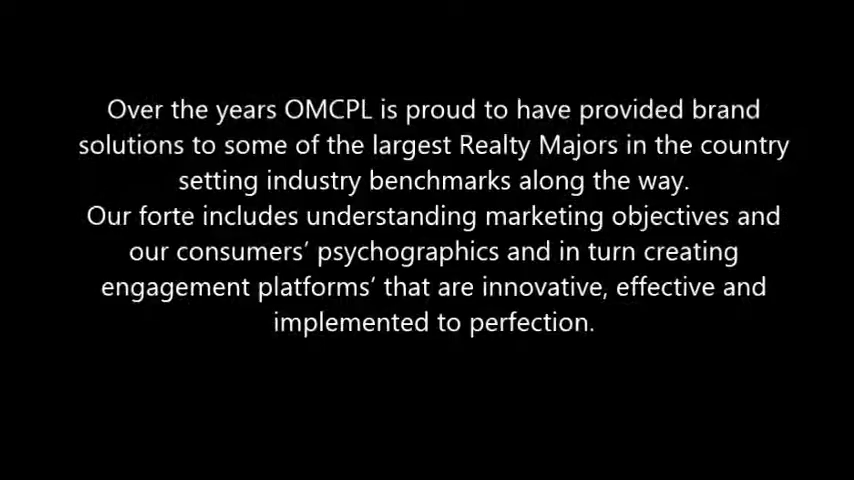 Over the years OMCPL is proud to have provided brand
solutions to some of the largest Realty Majors in the country
setting industry benchmarks along the way.
Our forte includes understanding marketing objectives and
our consumers’ psychographics and in turn creating
engagement platforms’ that are innovative, effective and
implemented to perfection.